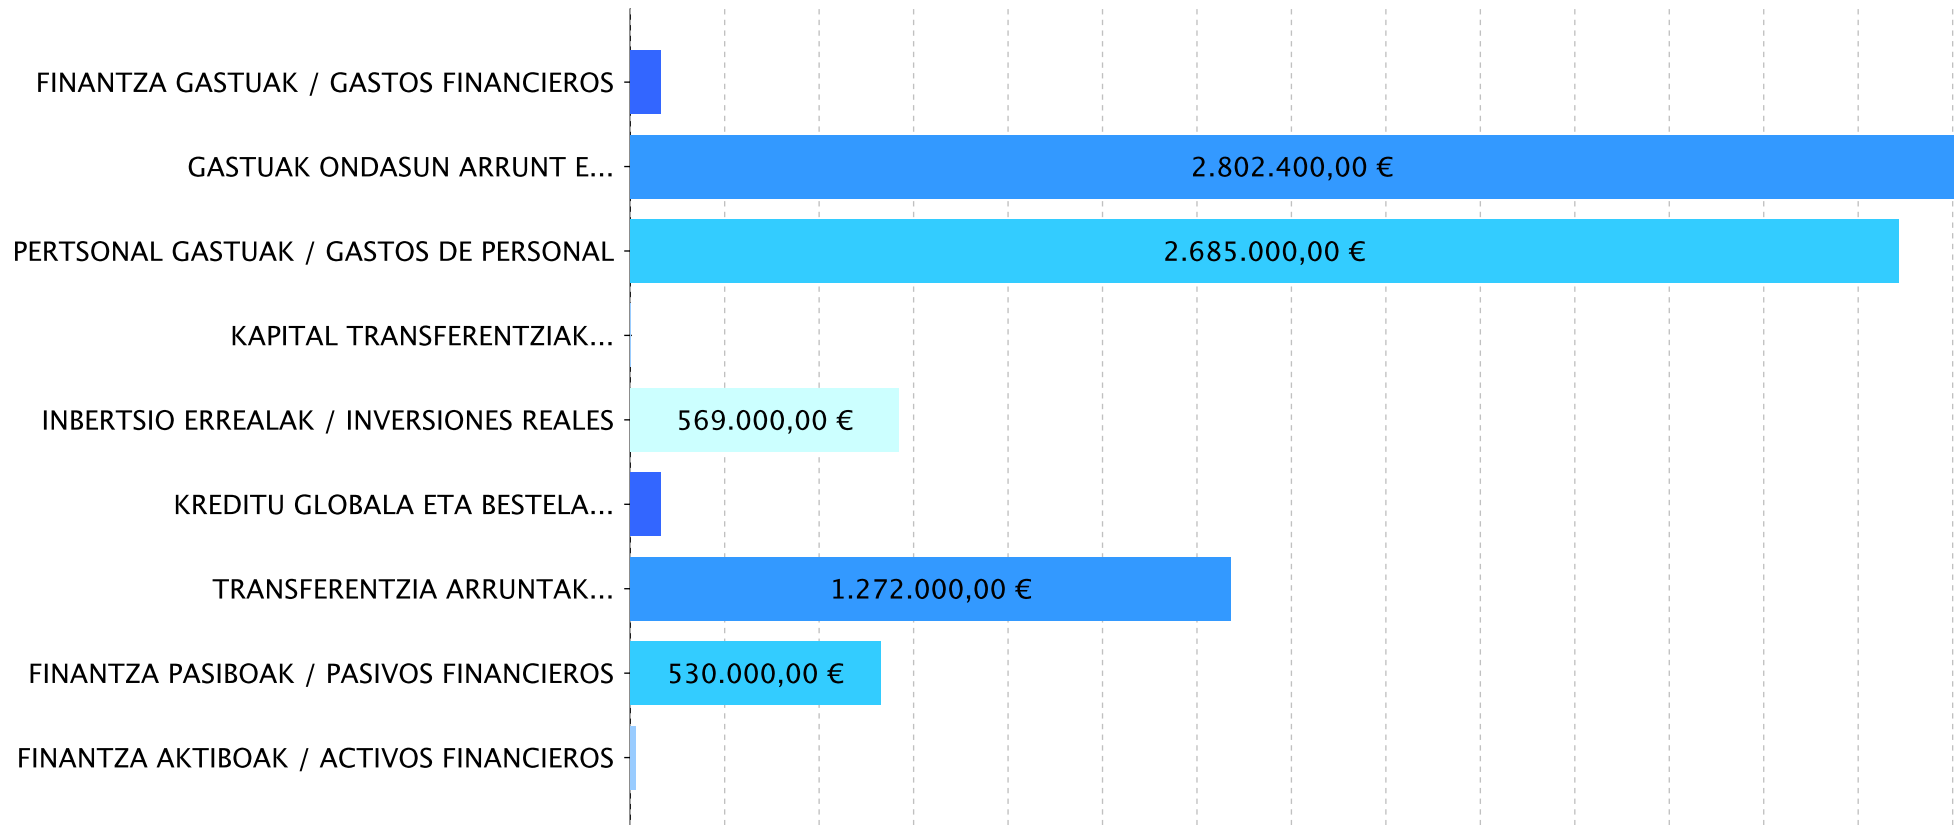 FINANTZA GASTUAK / GASTOS FINANCIEROS
GASTUAK ONDASUN ARRUNT E...
2.802.400,00 €
PERTSONAL GASTUAK / GASTOS DE PERSONAL
2.685.000,00 €
KAPITAL TRANSFERENTZIAK...
INBERTSIO ERREALAK / INVERSIONES REALES
569.000,00 €
KREDITU GLOBALA ETA BESTELA...
TRANSFERENTZIA ARRUNTAK...
1.272.000,00 €
FINANTZA PASIBOAK / PASIVOS FINANCIEROS
530.000,00 €
FINANTZA AKTIBOAK / ACTIVOS FINANCIEROS